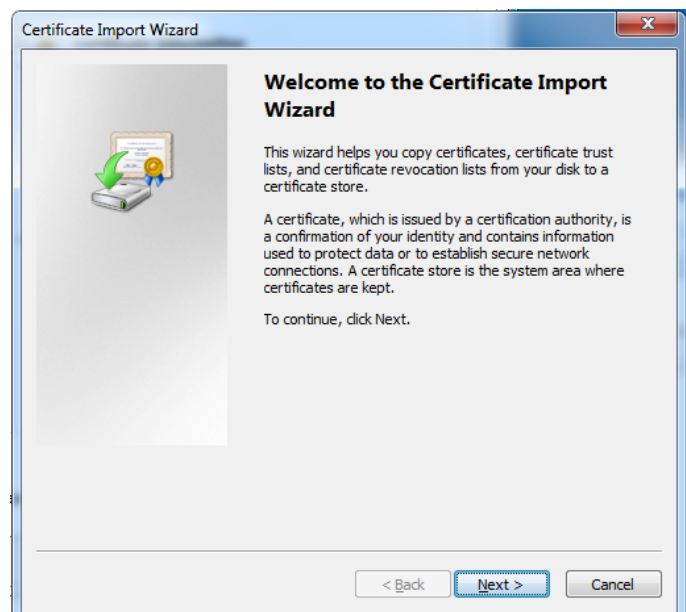 Certificate Import Wizard
Welcome to the Certificate Import
Wizard
This wizard helps you copy certificates, certificate trust
lists, and certificate revocation lists from your disk to a
certificate store.
A certificate, which is issued by a certification authority, is
a confirmation of your identity and contains information
used to protect data or to establish secure network
connections. A certificate store is the system area where
certificates are kept.
To continue, click Next.
< Back Next > Cancel